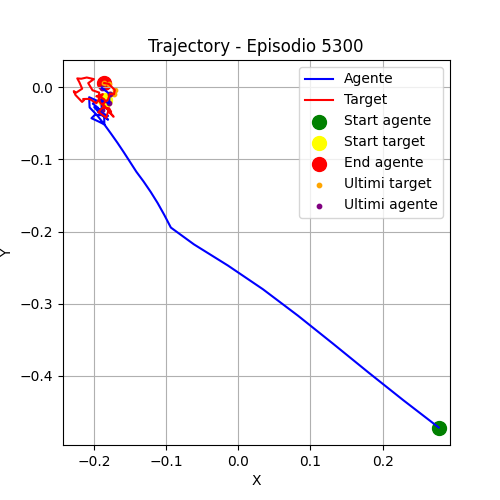 Trajectory - Episodio 5300
Agente
Target
Start agente
Start target
End agente
Ultimi target
Ultimi agente
0.0
−0.1
−0.2
−0.3
−0.4
Y
−0.2
−0.1
0.0
0.1
0.2
X